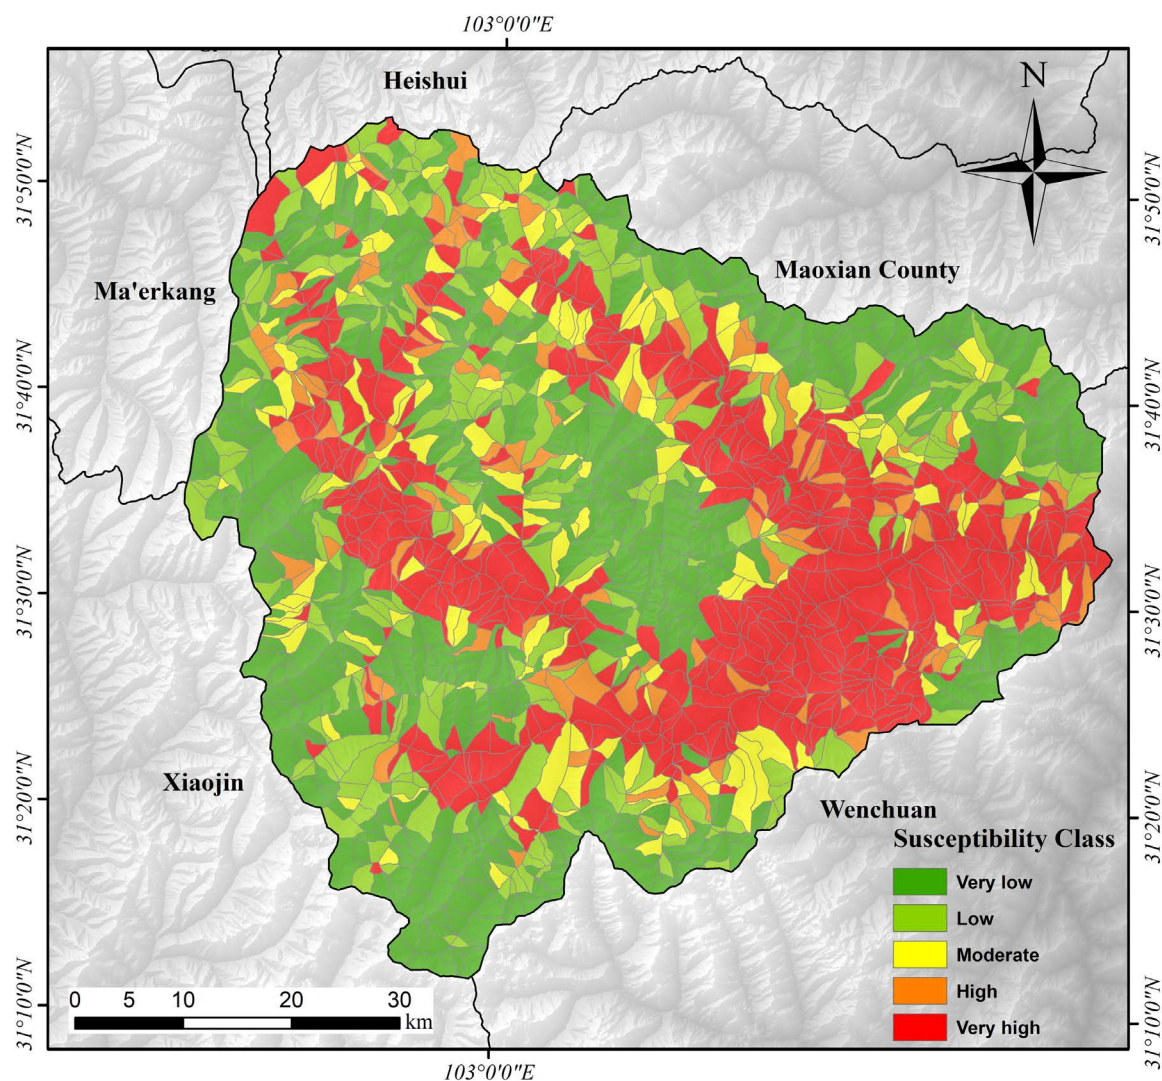 103°0'0"E
N
Heishui
31°50'0"N
31°50'0"N
Maoxian County
Ma'erkang
31°40'0"N
31°40'0"N
31°30'0"N
31°30'0"N
Xiaojin
31°20'0"N
31°20'0"N
Wenchuan
Susceptibility Class
Very low
Low
Moderate
High
Very high
0 5 10 20 30
km
31°10'0"N
31°10'0"N
103°0'0"E